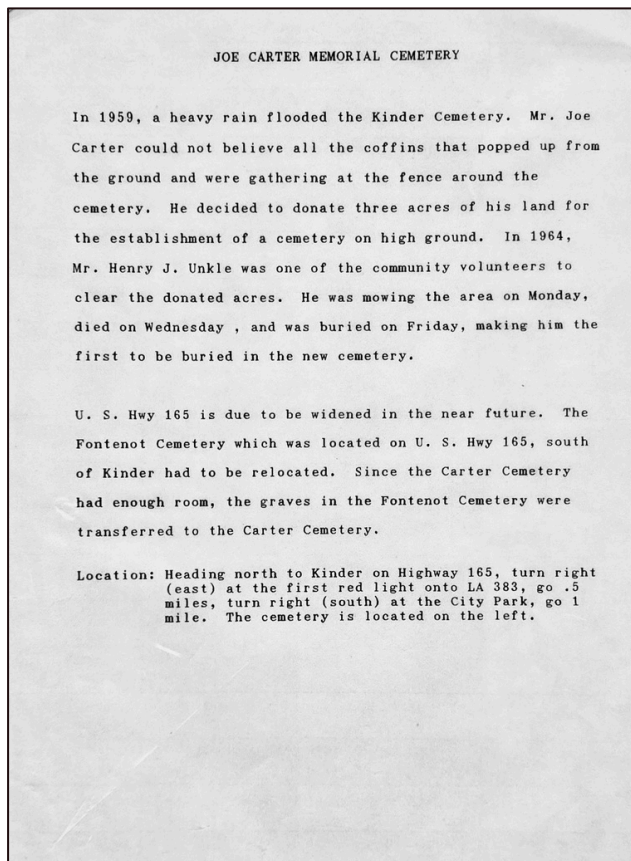 JOE CARTER MEMORIAL CEMETERY
In 1959, a heavy rain flooded the Kinder Cemetery. Mr. Joe
Carter could not believe all the coffins that popped up from
the ground and were gathering at the fence around the
cemetery. He decided to donate three acres of his land for
the establishment of a cemetery on high ground. In 1964,
Mr. Henry J. Unkle was one of the community volunteers to
clear the donated acres. He was mowing the area on Monday,
died on Wednesday , and was buried on Friday, making him the
first to be buried in the new cemetery.
U. S. Hwy 165 is due to be widened in the near future. The
Fontenot Cemetery which was located on U. S. Hwy 165, south
of Kinder had to be relocated. Since the Carter Cemetery
had enough room, the graves in the Fontenot Cemetery were
transferred to the Carter Cemetery.
Location: Heading north to Kinder on Highway 165, turn right
(east) at the first red light onto LA 383, go .5
miles, turn right (south) at the City Park, go 1
mile. The cemetery is located on the left.